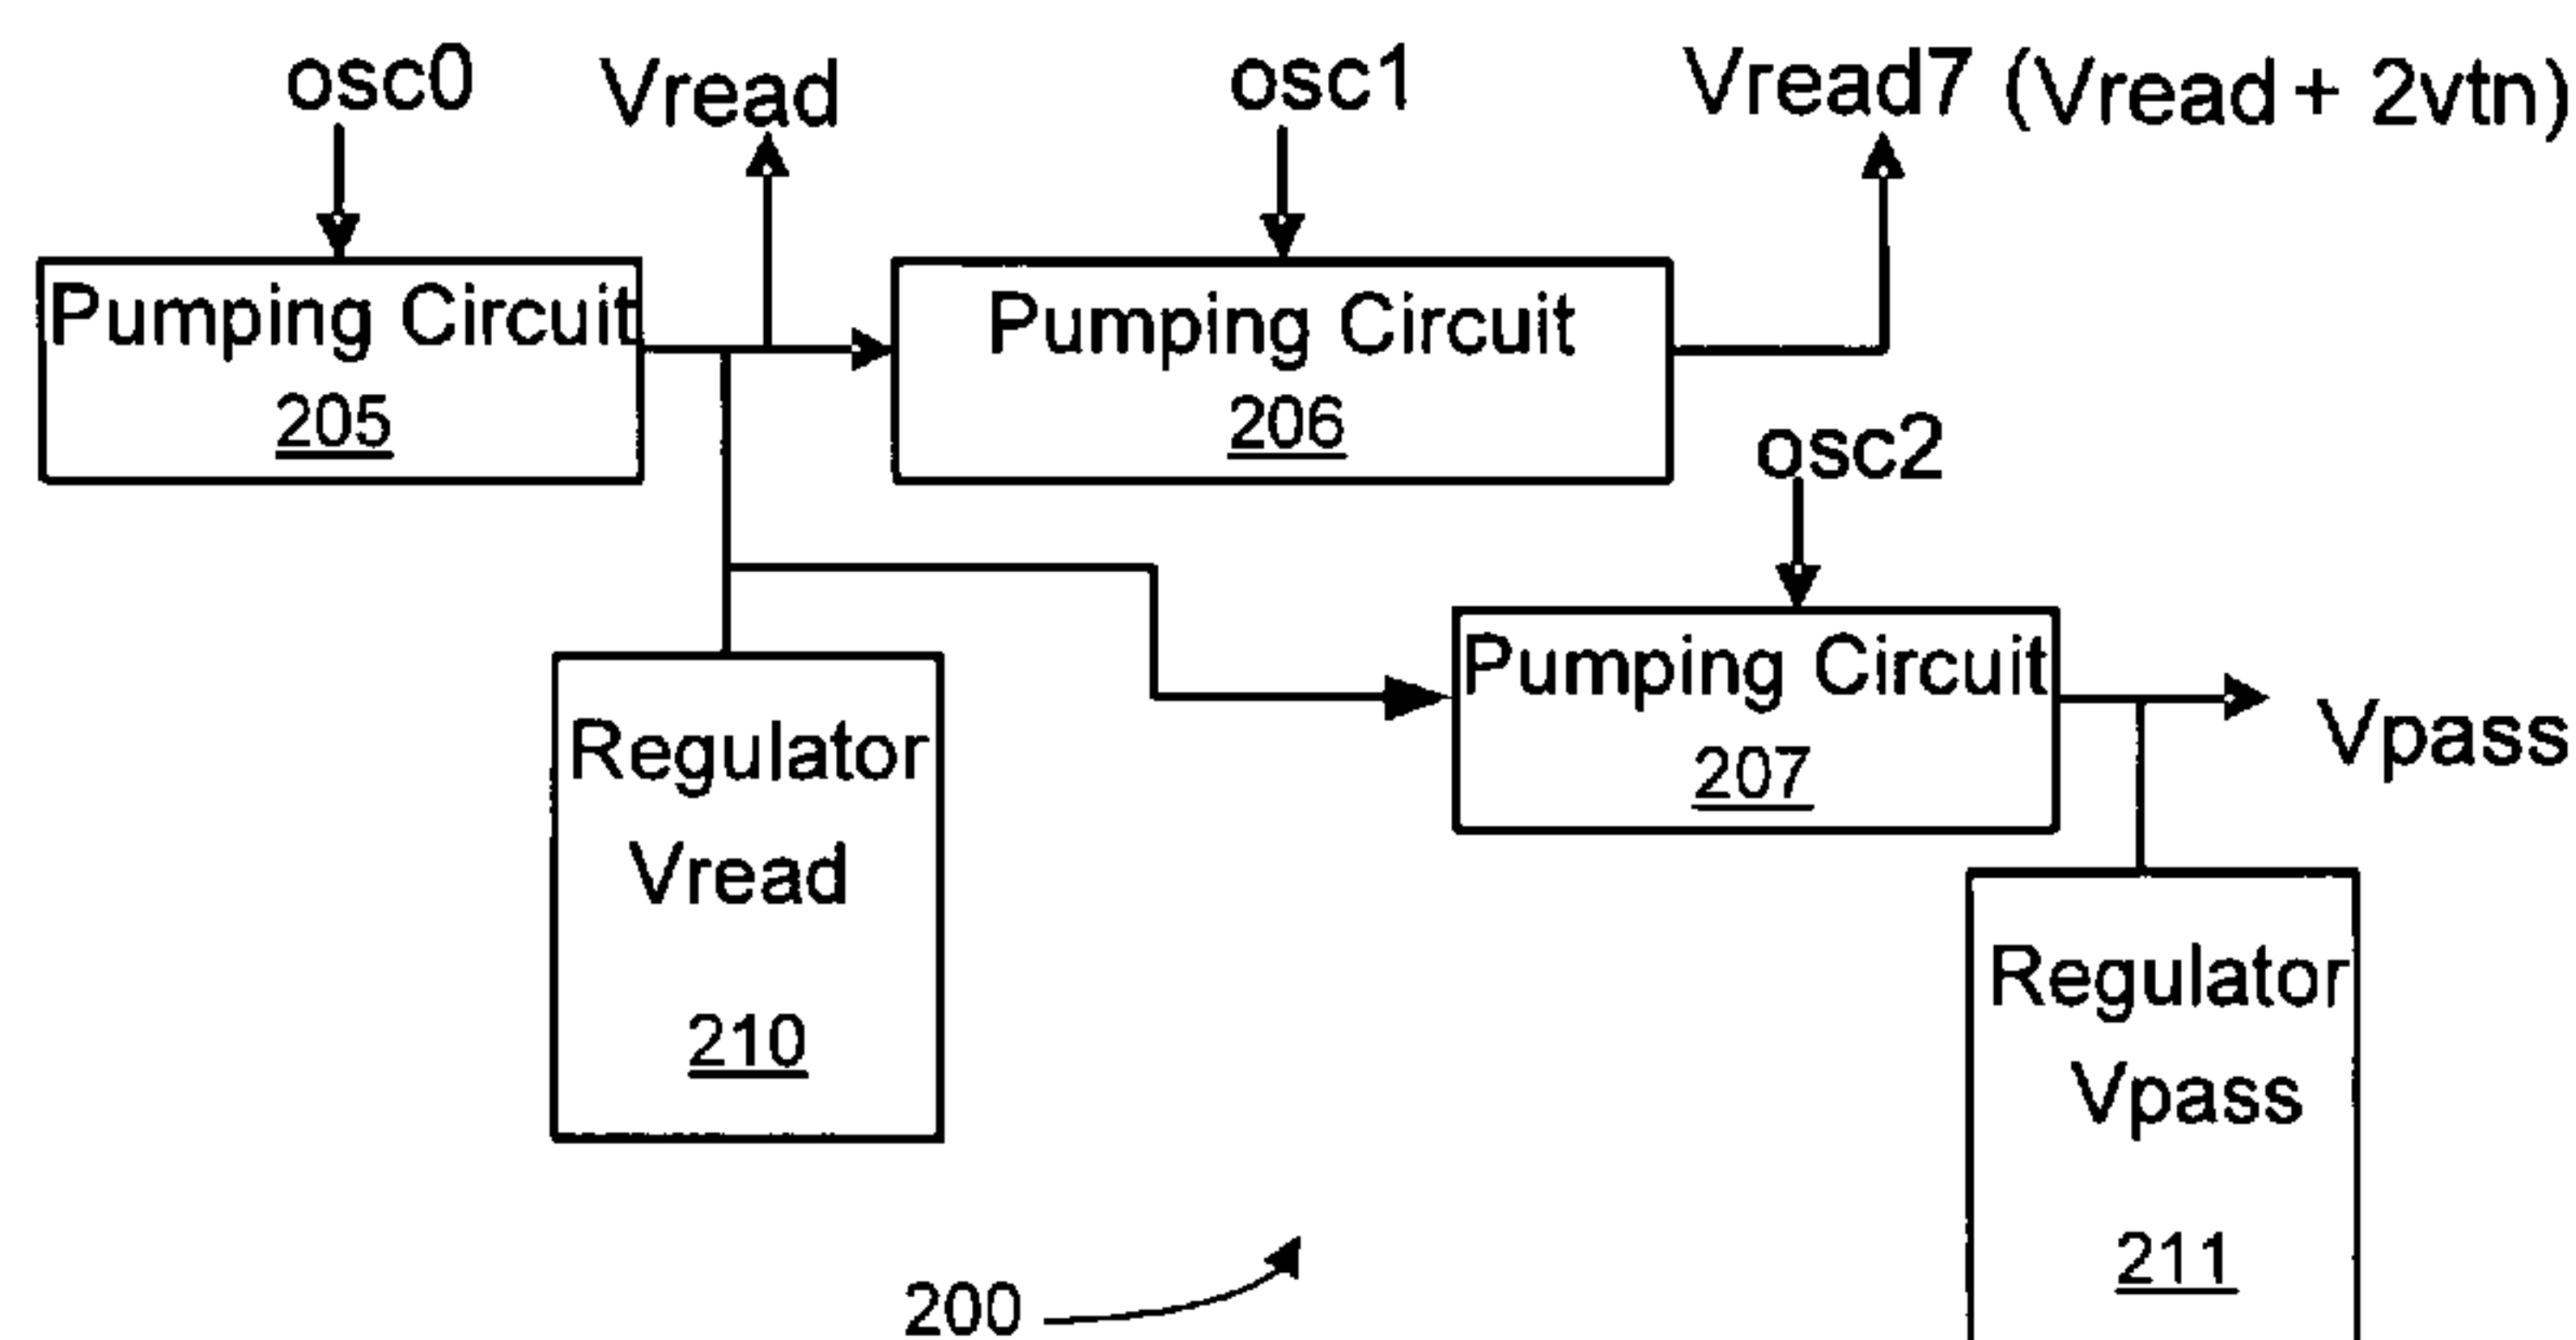 osc0
Vread
osc1
Vread7 (Vread + 2vtn)
Pumping Circuit
205
Pumping Circuit
206
osc2
Pumping Circuit
207
Vpass
Regulator
Vread
210
Regulator
Vpass
211
200